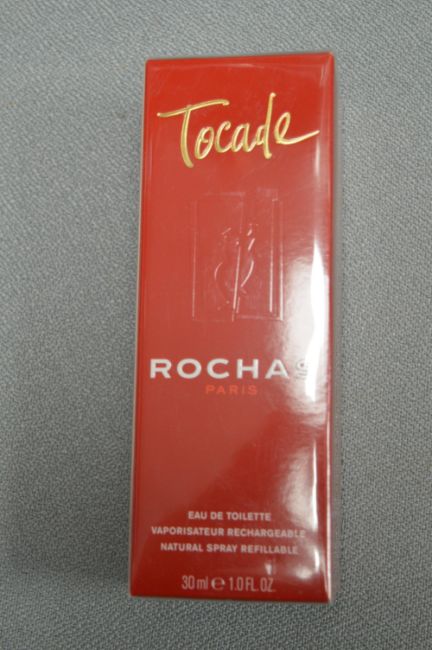 Tocade
ROCHAS
PARIS
EAU DE TOILETTE
VAPORISATEUR RECHARGEABLE
NATURAL SPRAY REFILLABLE
30 ml ℮ 1.0 FL. OZ.